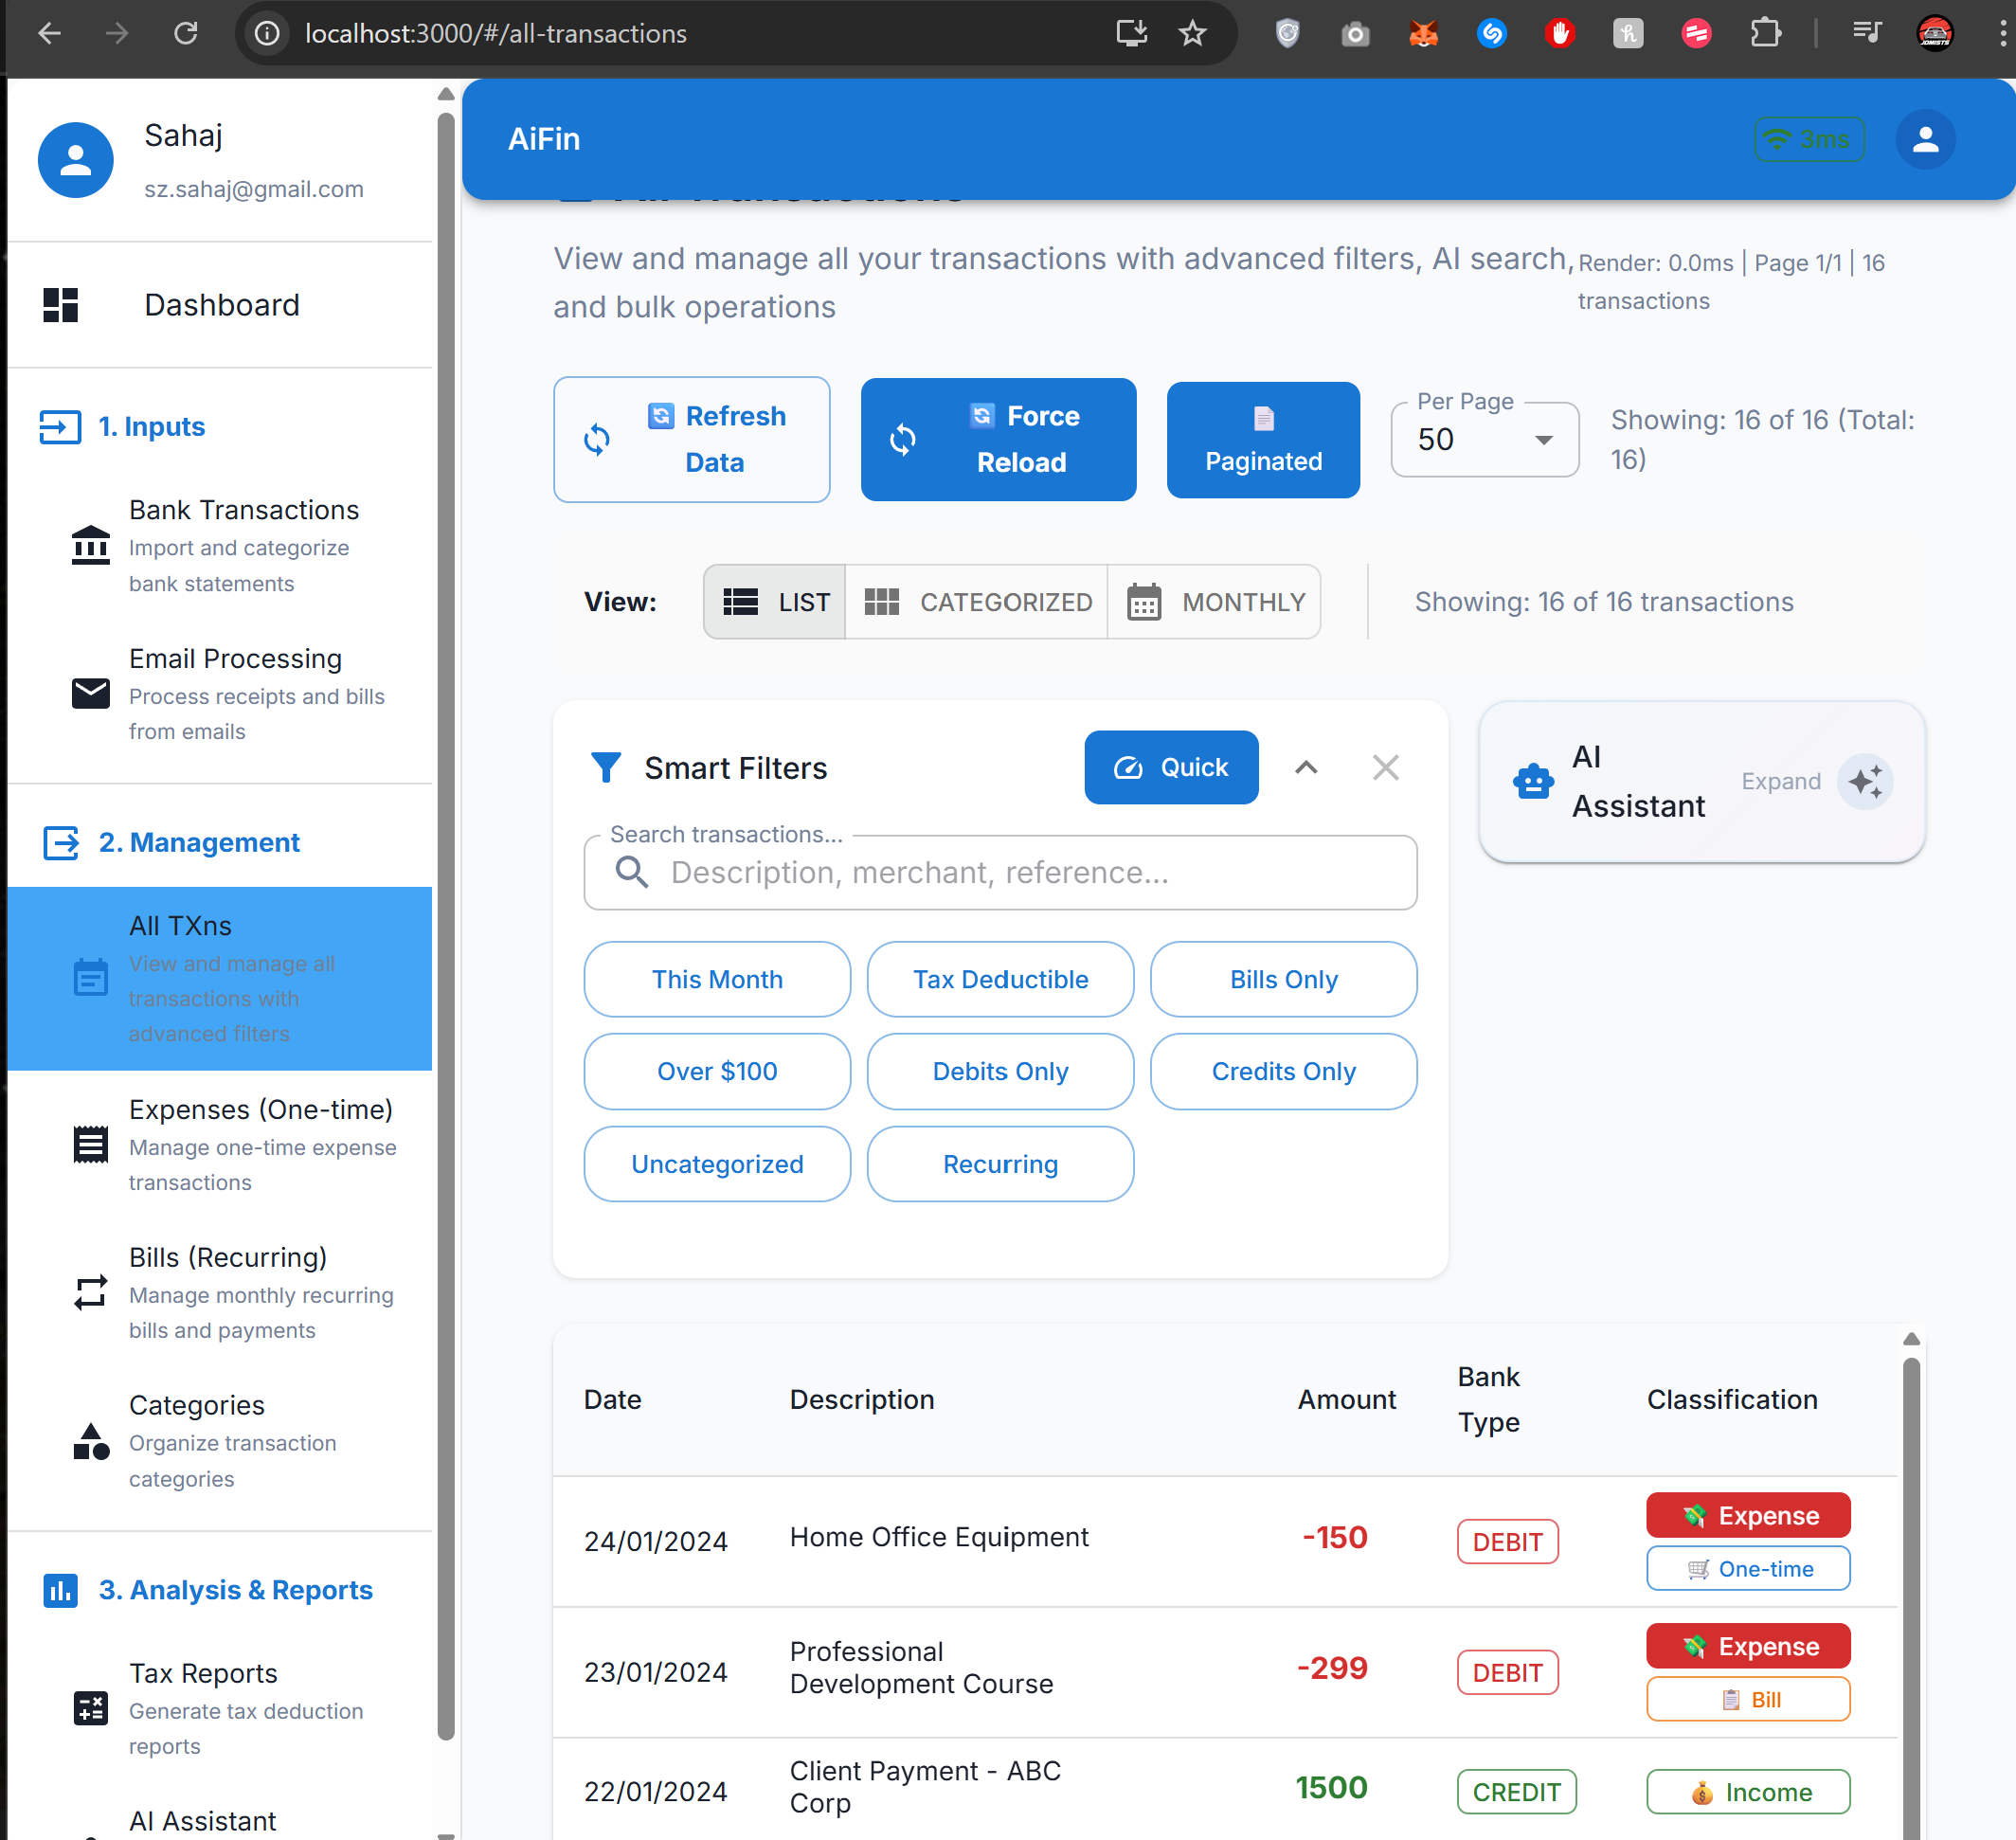 localhost:3000/#/all-transactions
Sahaj
sz.sahaj@gmail.com
Dashboard
1. Inputs
Bank Transactions
Import and categorize
bank statements
Email Processing
Process receipts and bills
from emails
2. Management
All TXns
View and manage all
transactions with
advanced filters
Expenses (One-time)
Manage one-time expense
transactions
Bills (Recurring)
Manage monthly recurring
bills and payments
Categories
Organize transaction
categories
3. Analysis & Reports
Tax Reports
Generate tax deduction
reports
AI Assistant
AiFin
3ms
All Transactions
View and manage all your transactions with advanced filters, AI search,
and bulk operations
Render: 0.0ms | Page 1/1 | 16
transactions
Refresh
Data
Force
Reload
Paginated
Per Page
50
Showing: 16 of 16 (Total:
16)
View:
LIST
CATEGORIZED
MONTHLY
Showing: 16 of 16 transactions
Smart Filters
Quick
Search transactions...
Description, merchant, reference...
This Month
Tax Deductible
Bills Only
Over $100
Debits Only
Credits Only
Uncategorized
Recurring
AI
Assistant
Expand
Date
Description
Amount
Bank
Type
Classification
24/01/2024
Home Office Equipment
-150
DEBIT
Expense
One-time
23/01/2024
Professional
Development Course
-299
DEBIT
Expense
Bill
22/01/2024
Client Payment - ABC
Corp
1500
CREDIT
Income